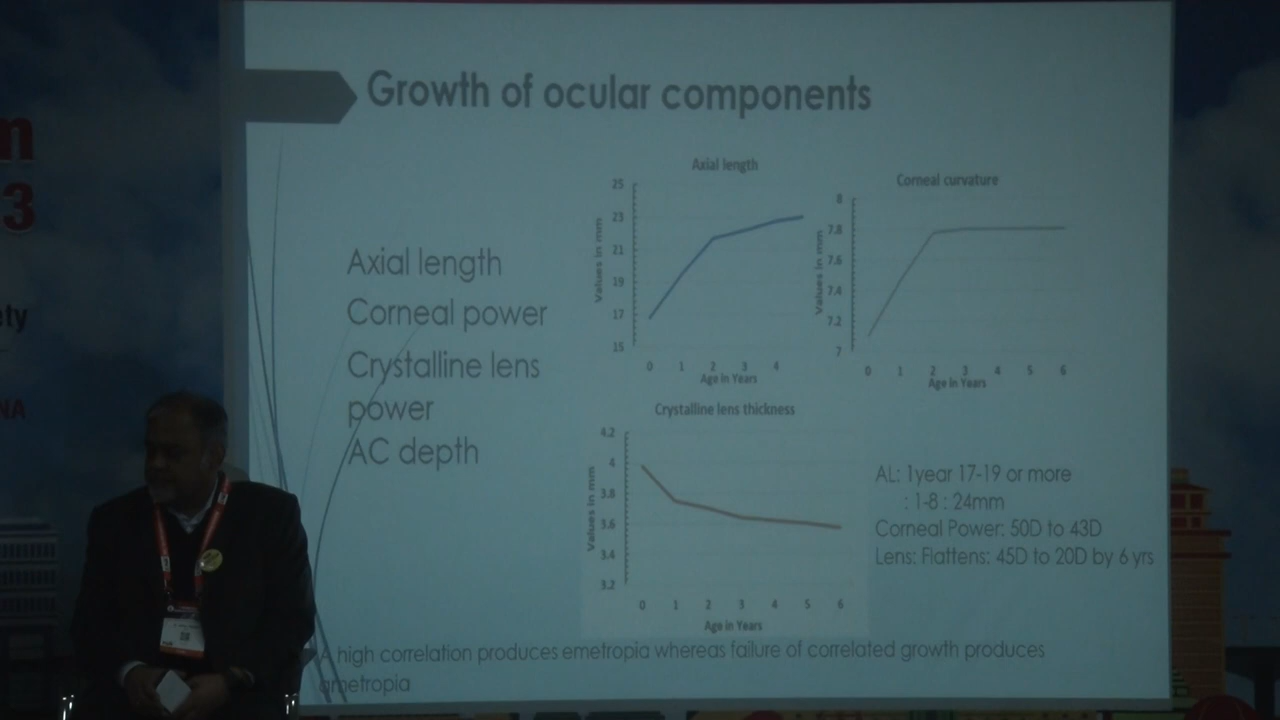 Growth of ocular components
Axial length
Corneal power
Crystalline lens
power
AC depth
Axial length
25
23
21
19
17
15
Values in mm
0 1 2 3 4
Age in Years
Corneal curvature
8
7.8
7.6
7.4
7.2
7
Values in mm
0 1 2 3 4 5 6
Age in Years
Crystalline lens thickness
4.2
4
3.8
3.6
3.4
3.2
Values in mm
0 1 2 3 4 5 6
Age in Years
AL: 1year 17-19 or more
: 1-8 : 24mm
Corneal Power: 50D to 43D
Lens: Flattens: 45D to 20D by 6 yrs
A high correlation produces emetropia whereas failure of correlated growth produces
ametropia
n
3
ety
NA